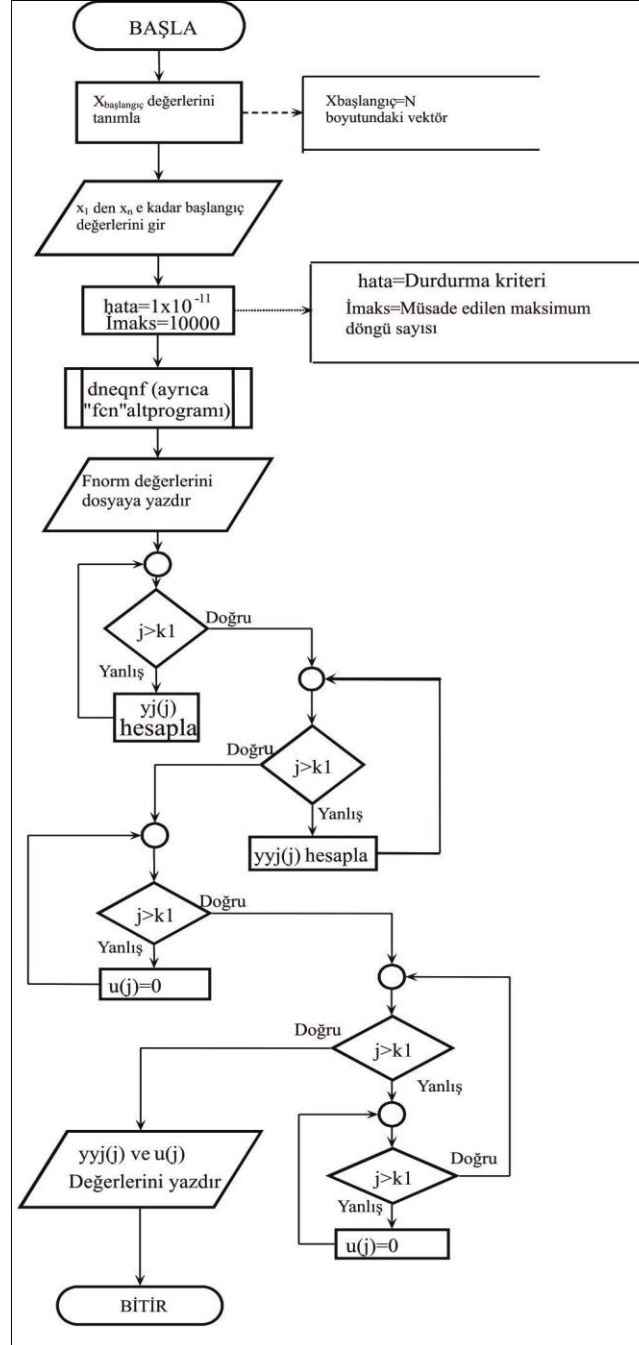 BAŞLA
Xbaşlangıç değerlerini
tanımla
Xbaşlangıç=N
boyutundaki vektör
x1 den xn e kadar başlangıç
değerlerini gir
hata=1x10-11
İmaks=10000
hata=Durdurma kriteri
İmaks=Müsade edilen maksimum
döngü sayısı
dneqnf (ayrıca
"fcn"altprogramı)
Fnorm değerlerini
dosyaya yazdır
j>k1
Doğru
Yanlış
yj(j)
hesapla
Doğru
j>k1
Yanlış
yyj(j) hesapla
j>k1
Doğru
Yanlış
u(j)=0
Doğru
j>k1
Yanlış
yyj(j) ve u(j)
Değerlerini yazdır
j>k1
Doğru
Yanlış
u(j)=0
BİTİR